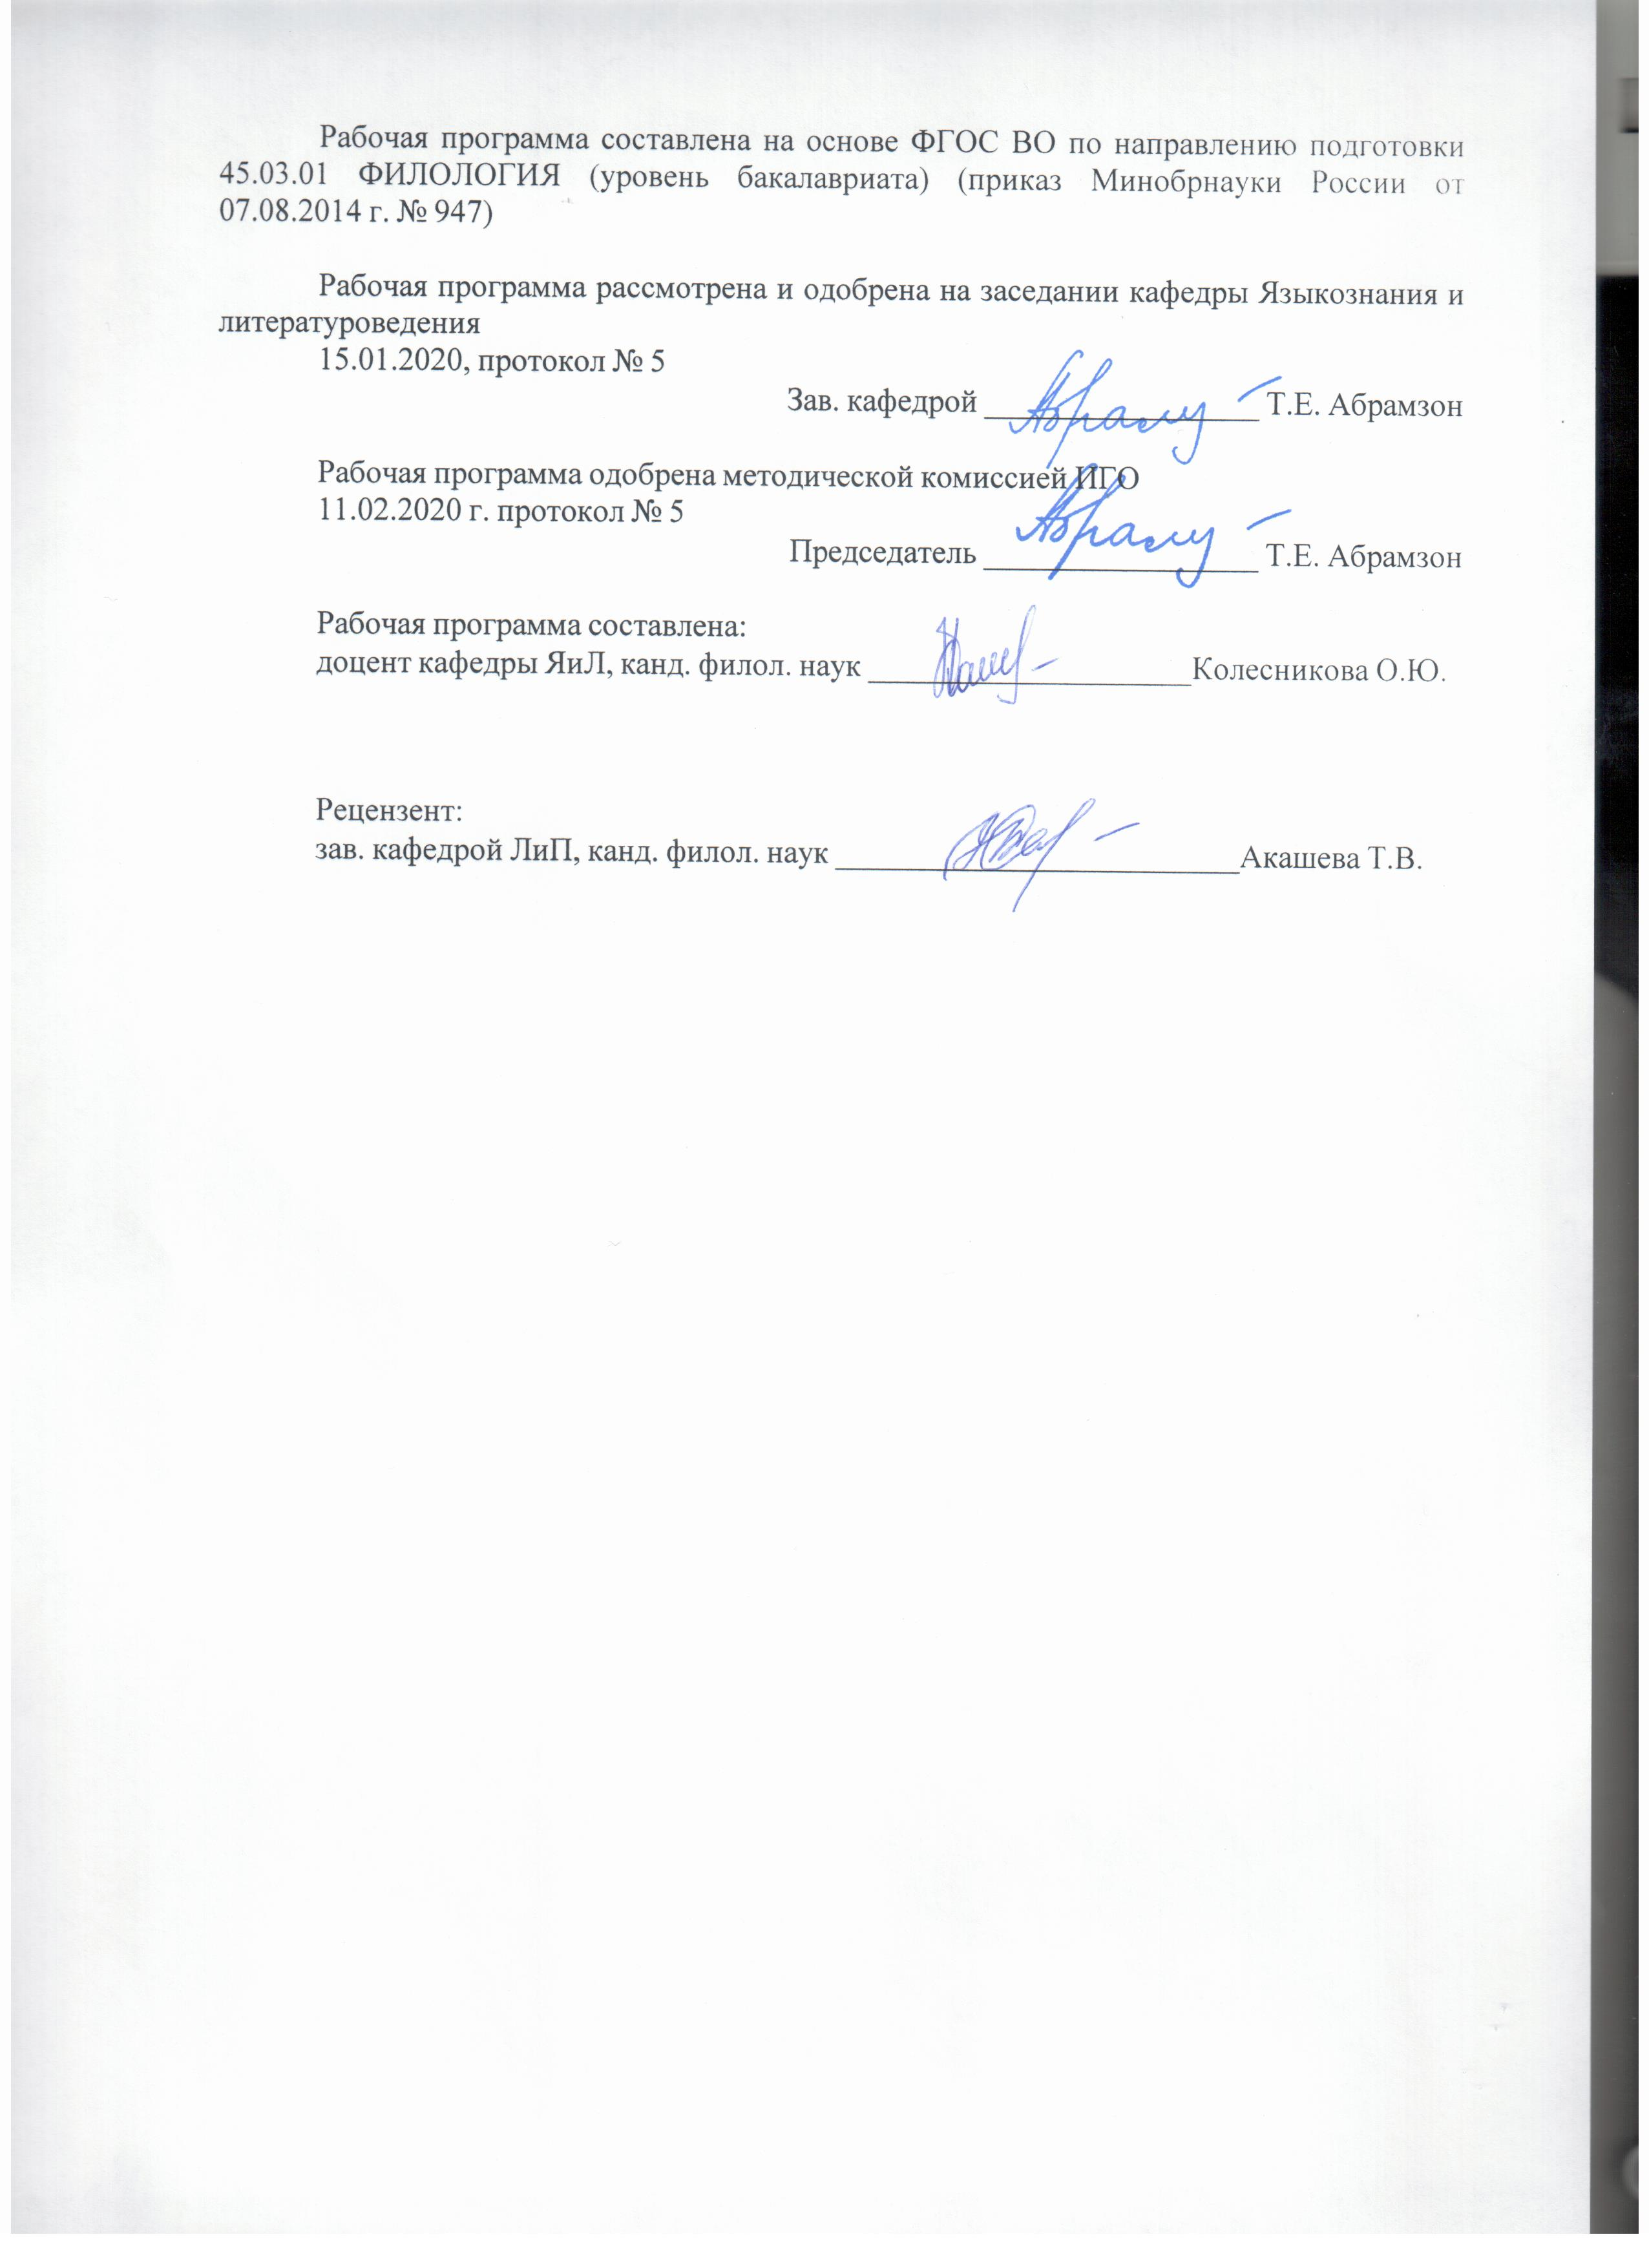 Рабочая программа составлена на основе ФГОС ВО по направлению подготовки
45.03.01 ФИЛОЛОГИЯ (уровень бакалавриата) (приказ Минобрнауки России от
07.08.2014 г. № 947)
Рабочая программа рассмотрена и одобрена на заседании кафедры Языкознания и
литературоведения
15.01.2020, протокол № 5
Зав. кафедрой ________________ Т.Е. Абрамзон
Рабочая программа одобрена методической комиссией ИГО
11.02.2020 г. протокол № 5
Председатель ________________ Т.Е. Абрамзон
Рабочая программа составлена:
доцент кафедры ЯиЛ, канд. филол. наук ___________________Колесникова О.Ю.
Рецензент:
зав. кафедрой ЛиП, канд. филол. наук ________________________Акашева Т.В.